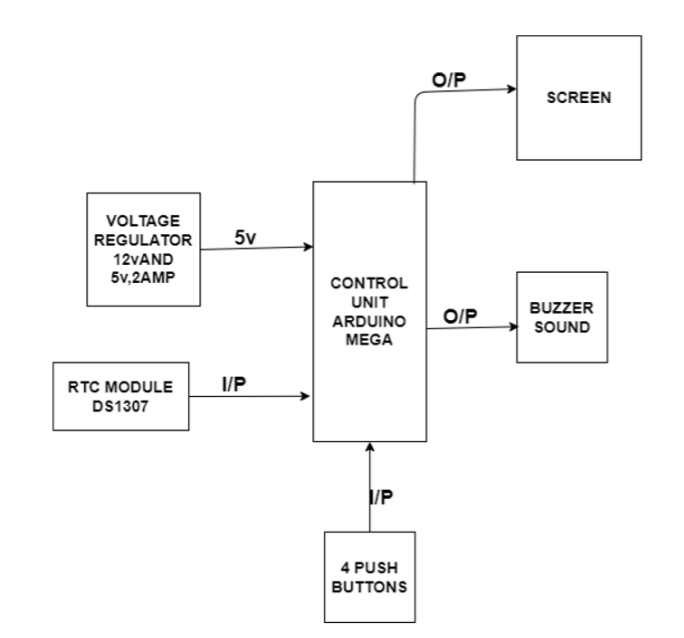 O/P
SCREEN
VOLTAGE
REGULATOR
12vAND
5v,2AMP
5v
CONTROL
UNIT
ARDUINO
MEGA
O/P
BUZZER
SOUND
RTC MODULE
DS1307
I/P
I/P
4 PUSH
BUTTONS